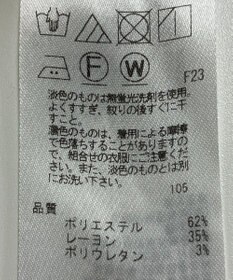 F W
F23
淡色のものは無蛍光洗剤を使用。
よくすすぎ、絞りの後すぐに干
すこと。
濃色のものは、着用による摩擦
で色落ちすることがありますの
で、組合せの衣服にご注意くだ
さい。また、淡色のものとは別
にお洗い下さい。
105
品質
ポリエステル 62%
レーヨン 35%
ポリウレタン 3%